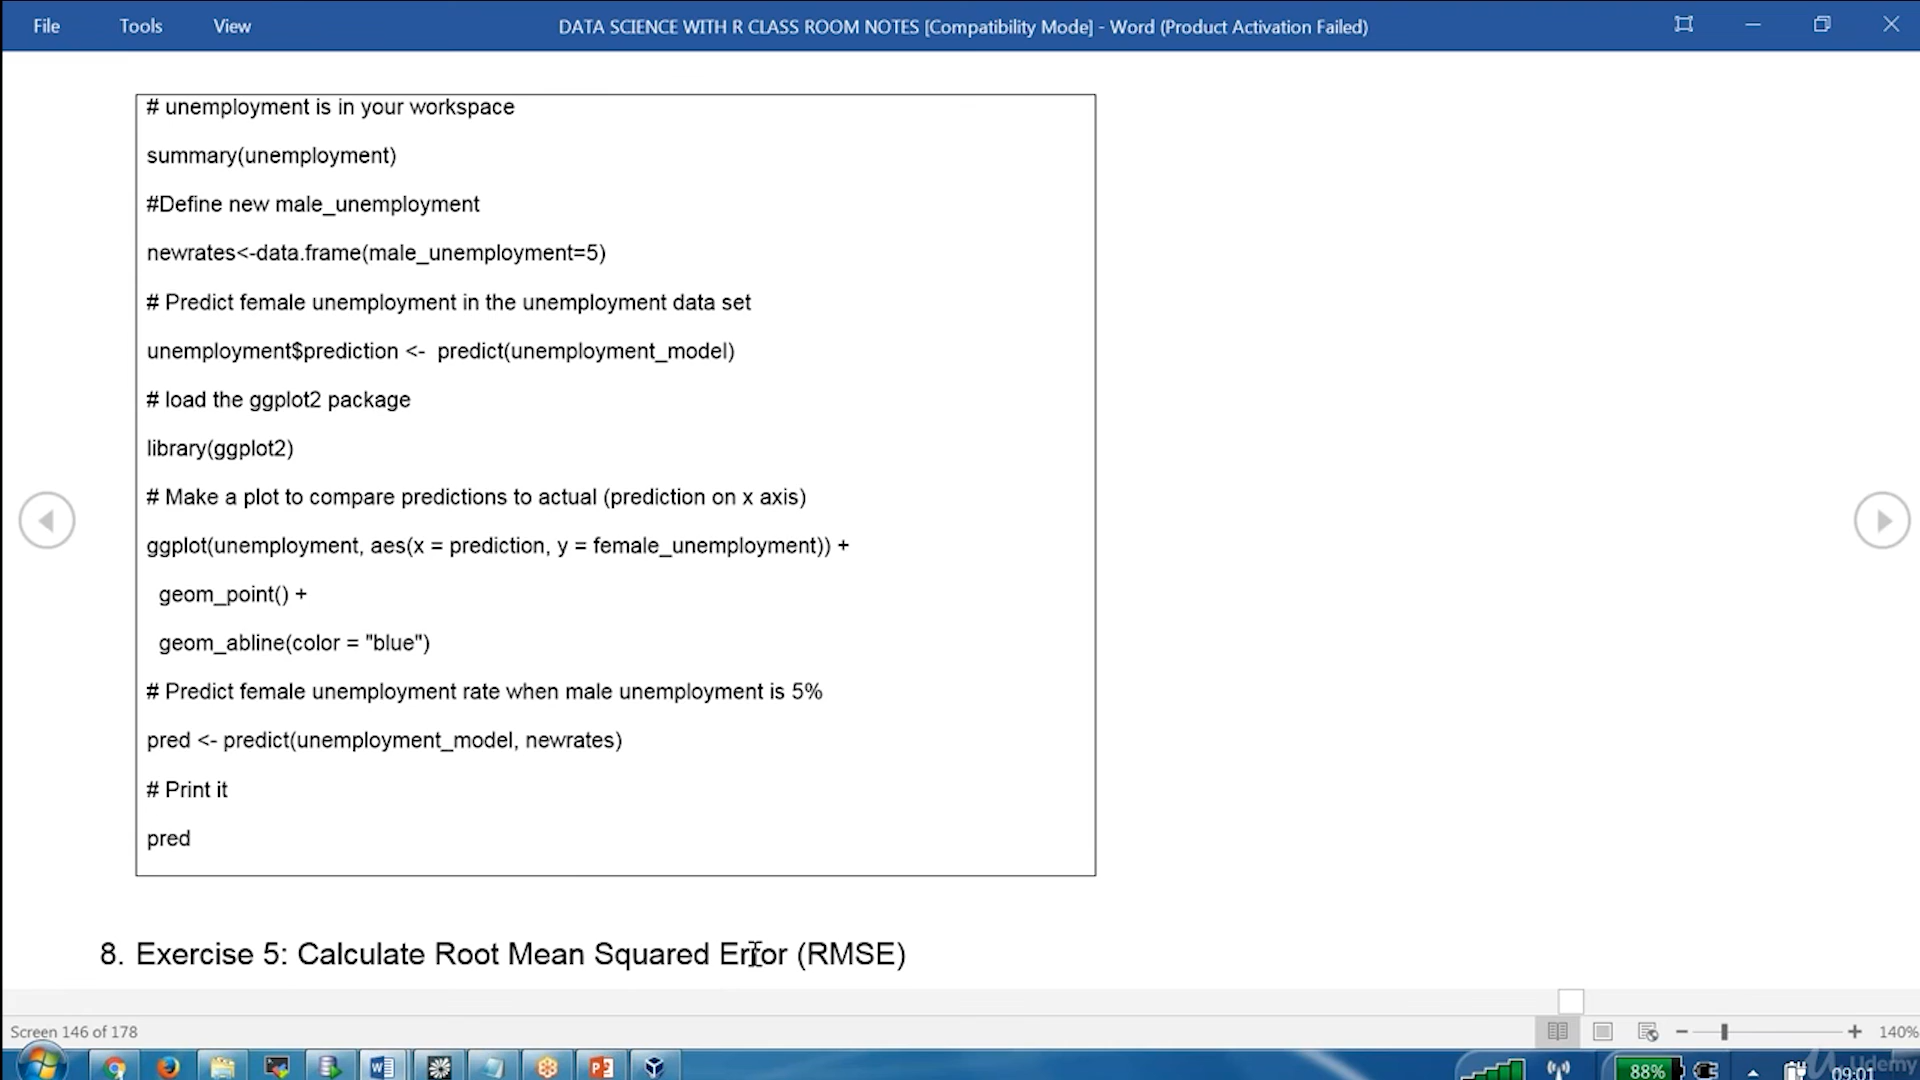 File Tools View DATA SCIENCE WITH R CLASS ROOM NOTES [Compatibility Mode] - Word (Product Activation Failed)
# unemployment is in your workspace
summary(unemployment)
#Define new male_unemployment
newrates<-data.frame(male_unemployment=5)
# Predict female unemployment in the unemployment data set
unemployment$prediction <-  predict(unemployment_model)
# load the ggplot2 package
library(ggplot2)
# Make a plot to compare predictions to actual (prediction on x axis)
ggplot(unemployment, aes(x = prediction, y = female_unemployment)) +
geom_point() +
geom_abline(color = "blue")
# Predict female unemployment rate when male unemployment is 5%
pred <- predict(unemployment_model, newrates)
# Print it
pred
8. Exercise 5: Calculate Root Mean Squared Error (RMSE)
Screen 146 of 178 140%
88% 09:01 Udemy